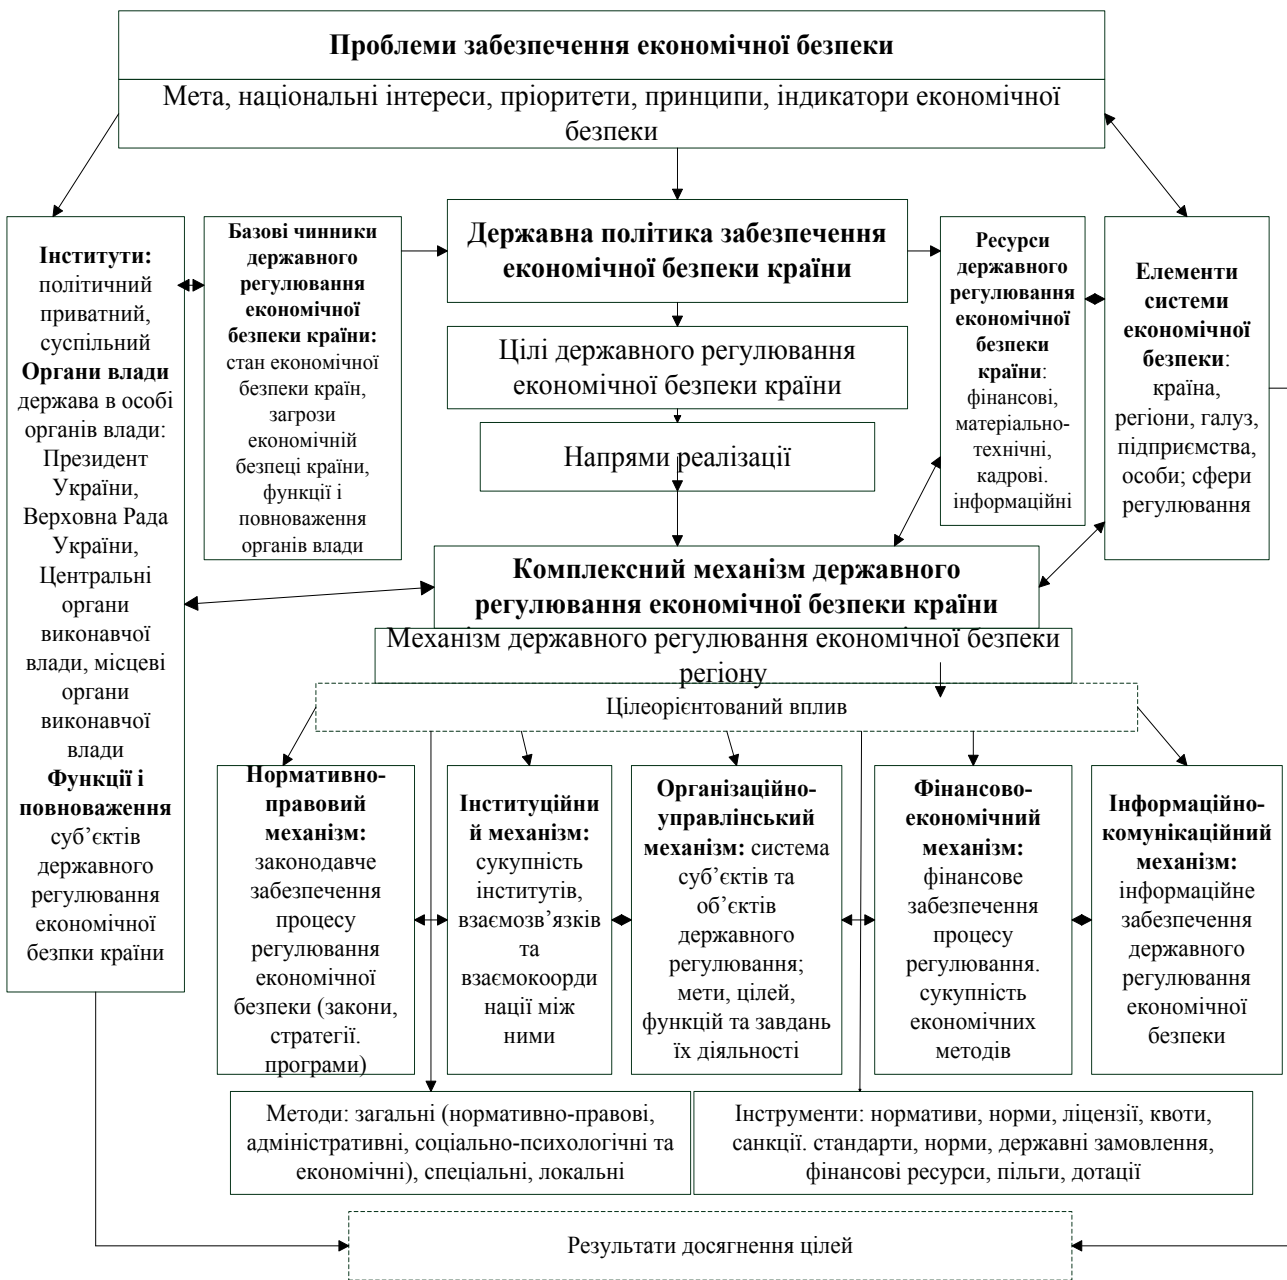 Проблеми забезпечення економічної безпеки
Мета, національні інтереси, пріоритети, принципи, індикатори економічної
безпеки
Інститути:
політичний
приватний,
суспільний
Органи влади
держава в особі
органів влади:
Президент
України,
Верховна Рада
України,
Центральні
органи
виконавчої
влади, місцеві
органи
виконавчої
влади
Функції і
повноваження
суб’єктів
державного
регулювання
економічної
безпки країни
Базові чинники
державного
регулювання
економічної
безпеки країни:
стан економічної
безпеки країн,
загрози
економічній
безпеці країни,
функції і
повноваження
органів влади
Державна політика забезпечення
економічної безпеки країни
Цілі державного регулювання
економічної безпеки країни
Напрями реалізації
Ресурси
державного
регулювання
економічної
безпеки
країни:
фінансові,
матеріально-
технічні,
кадрові.
інформаційні
Елементи
системи
економічної
безпеки:
країна,
регіони, галуз,
підприємства,
особи; сфери
регулювання
Комплексний механізм державного
регулювання економічної безпеки країни
Механізм державного регулювання економічної безпеки
регіону
Цілеорієнтований вплив
Нормативно-
правовий
механізм:
законодавче
забезпечення
процесу
регулювання
економічної
безпеки (закони,
стратегії.
програми)
Інституційни
й механізм:
сукупність
інститутів,
взаємозв’язків
та
взаємокоорди
нації між
ними
Організаційно-
управлінський
механізм: система
суб’єктів та
об’єктів
державного
регулювання;
мети, цілей,
функцій та завдань
їх діяльності
Фінансово-
економічний
механізм:
фінансове
забезпечення
процесу
регулювання.
сукупність
економічних
методів
Інформаційно-
комунікаційний
механізм:
інформаційне
забезпечення
державного
регулювання
економічної
безпеки
Методи: загальні (нормативно-правові,
адміністративні, соціально-психологічні та
економічні), спеціальні, локальні
Інструменти: нормативи, норми, ліцензії, квоти,
санкції. стандарти, норми, державні замовлення,
фінансові ресурси, пільги, дотації
Результати досягнення цілей